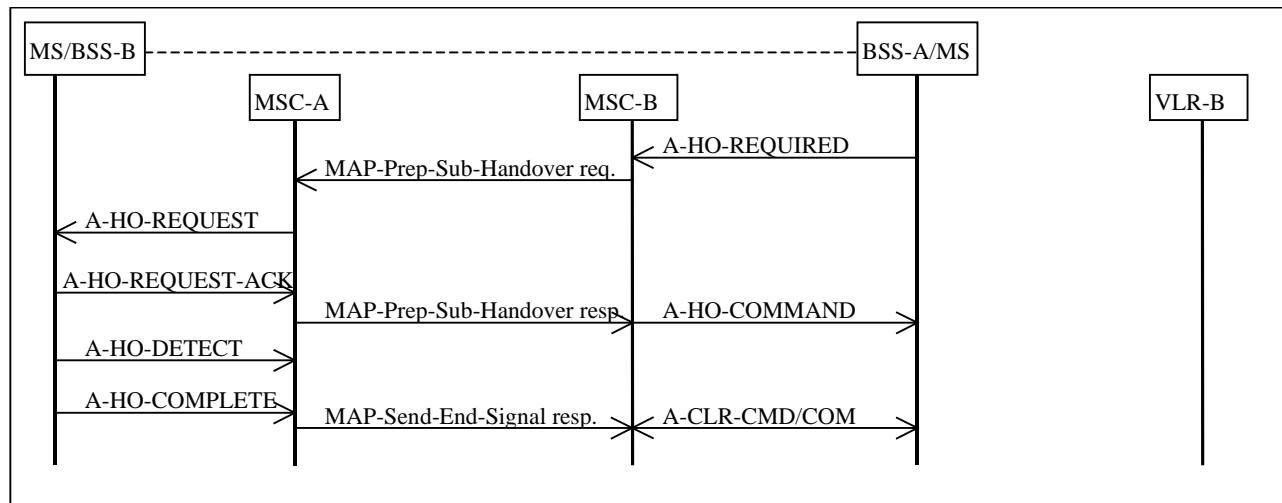 MS/BSS-B
BSS-A/MS
MSC-A
MSC-B
VLR-B
A-HO-REQUIRED
MAP-Prep-Sub-Handover req.
A-HO-REQUEST
A-HO-REQUEST-ACK
MAP-Prep-Sub-Handover resp.
A-HO-COMMAND
A-HO-DETECT
A-HO-COMPLETE
MAP-Send-End-Signal resp.
A-CLR-CMD/COM